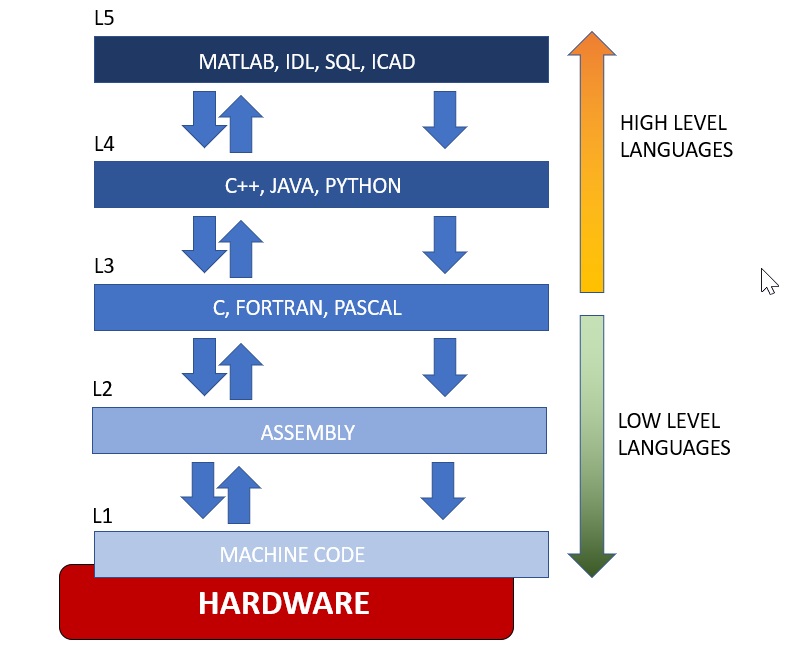 L5
MATLAB, IDL, SQL, ICAD
HIGH LEVEL
LANGUAGES
L4
C++, JAVA, PYTHON
L3
C, FORTRAN, PASCAL
L2
ASSEMBLY
LOW LEVEL
LANGUAGES
L1
MACHINE CODE
HARDWARE